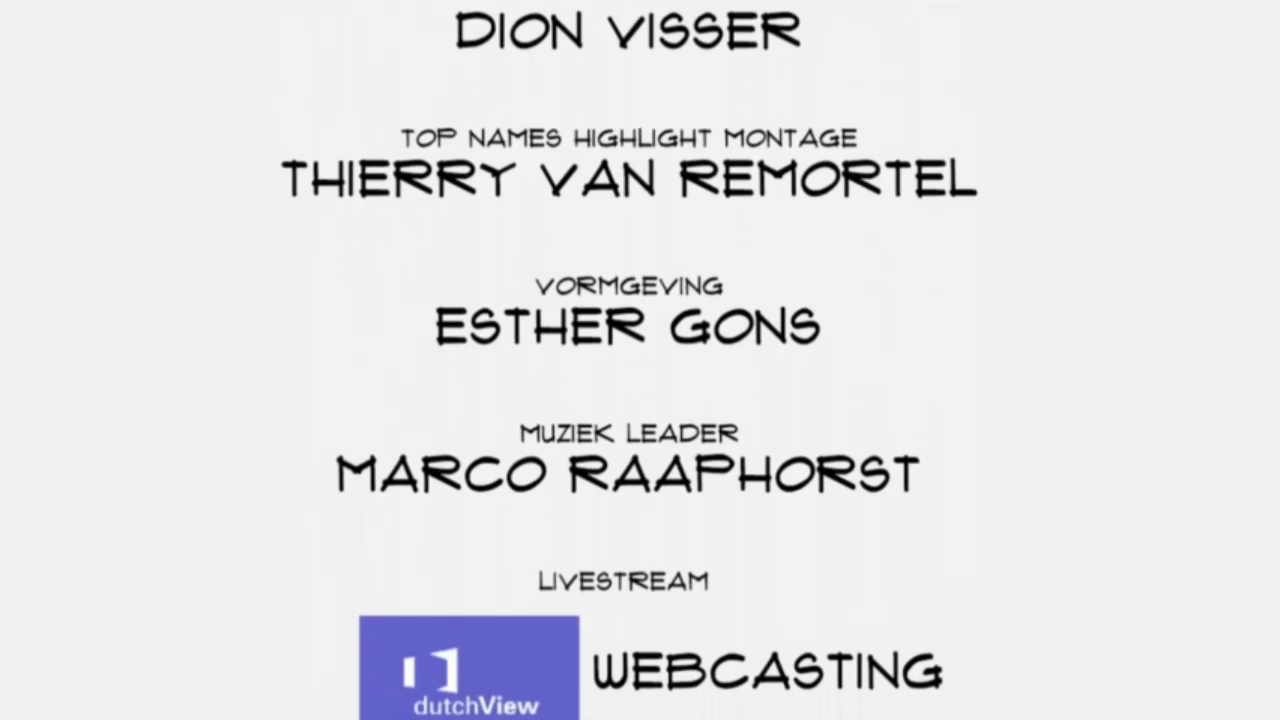 DION VISSER
TOP NAMES HIGHLIGHT MONTAGE
THIERRY VAN REMORTEL
VORMGEVING
ESTHER GONS
MUZIEK LEADER
MARCO RAAPHORST
LIVESTREAM
dutchView WEBCASTING